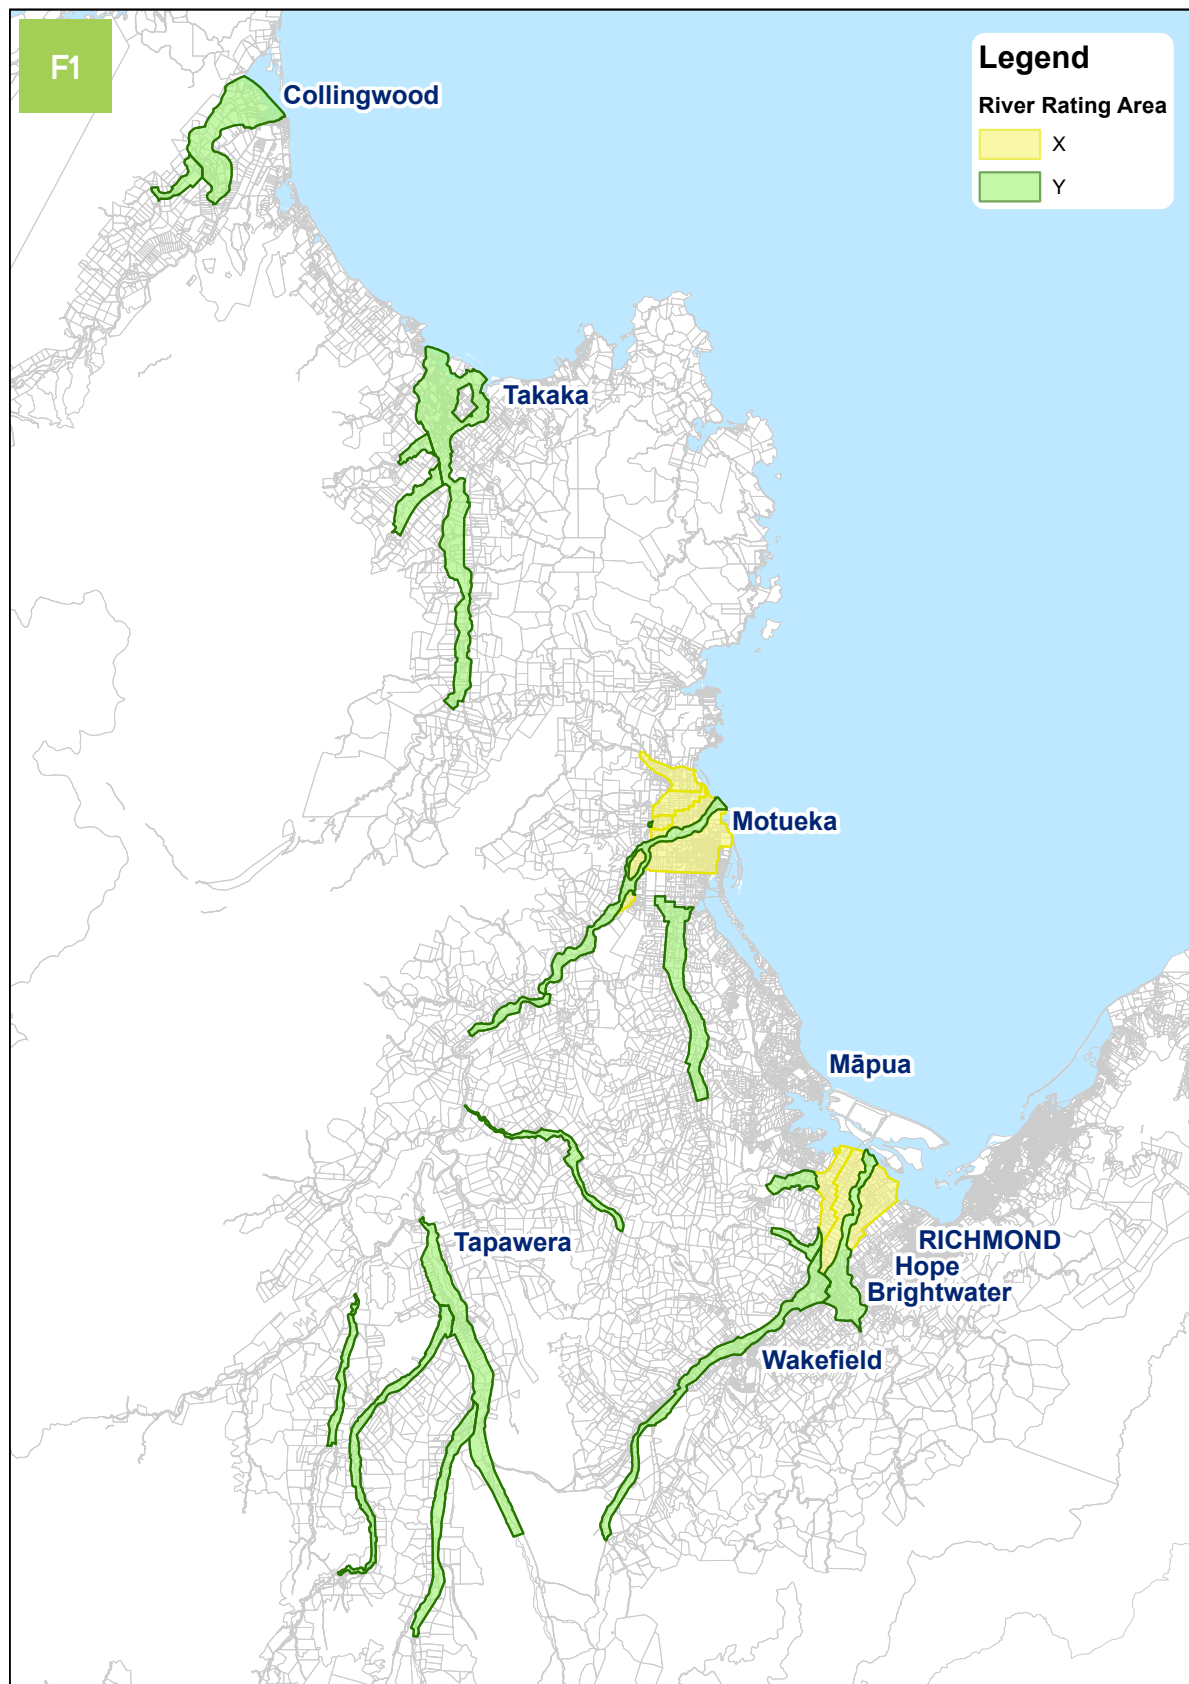 F1
Collingwood
Legend
River Rating Area
X
Y
Takaka
Motueka
Māpua
RICHMOND
Hope
Brightwater
Tapawera
Wakefield